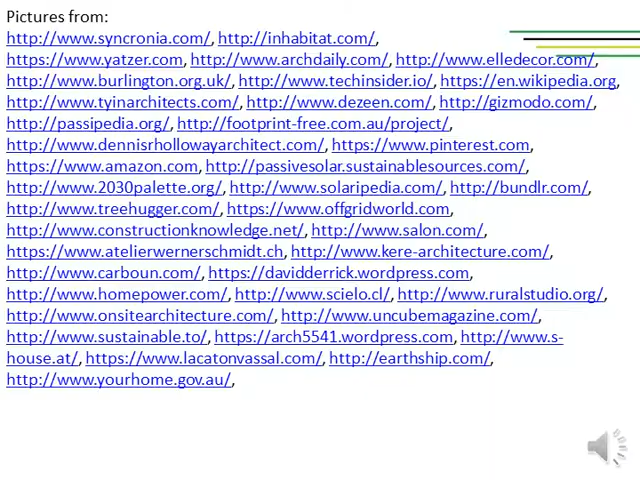 Pictures from:
http://www.syncronia.com/, http://inhabitat.com/,
https://www.yatzer.com, http://www.archdaily.com/, http://www.elledecor.com/,
http://www.burlington.org.uk/, http://www.techinsider.io/, https://en.wikipedia.org,
http://www.tyinarchitects.com/, http://www.dezeen.com/, http://gizmodo.com/,
http://passipedia.org/, http://footprint-free.com.au/project/,
http://www.dennisrhollowayarchitect.com/, https://www.pinterest.com,
https://www.amazon.com, http://passivesolar.sustainablesources.com/,
http://www.2030palette.org/, http://www.solaripedia.com/, http://bundlr.com/,
http://www.treehugger.com/, https://www.offgridworld.com,
http://www.constructionknowledge.net/, http://www.salon.com/,
https://www.atelierwernerschmidt.ch, http://www.kere-architecture.com/,
http://www.carboun.com/, https://davidderrick.wordpress.com,
http://www.homepower.com/, http://www.scielo.cl/, http://www.ruralstudio.org/,
http://www.onsitearchitecture.com/, http://www.uncubemagazine.com/,
http://www.sustainable.to/, https://arch5541.wordpress.com, http://www.s-
house.at/, https://www.lacatonvassal.com/, http://earthship.com/,
http://www.yourhome.gov.au/,